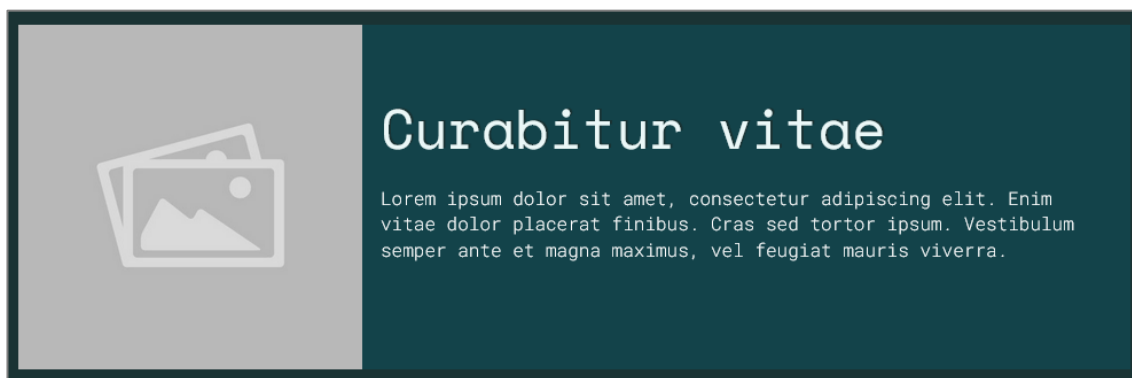 Curabitur vitae
Lorem ipsum dolor sit amet, consectetur adipiscing elit. Enim
vitae dolor placerat finibus. Cras sed tortor ipsum. Vestibulum
semper ante et magna maximus, vel feugiat mauris viverra.